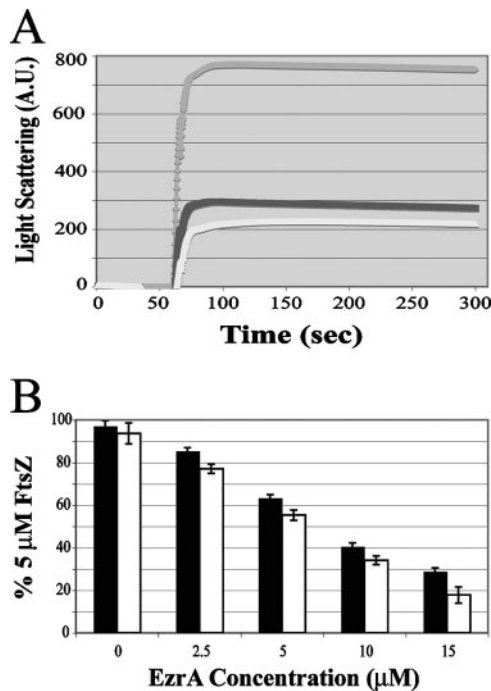 A
Light Scattering (A.U.)
800
600
400
200
0
0 50 100 150 200 250 300
Time (sec)
B
% 5 μM FtsZ
100
80
60
40
20
0
0 2.5 5 10 15
EzrA Concentration (μM)